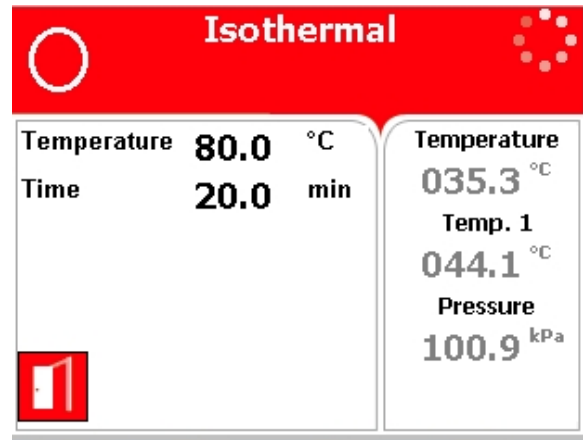 Isothermal
Temperature 80.0 °C
Time 20.0 min
Temperature
035.3 °C
Temp. 1
044.1 °C
Pressure
100.9 kPa